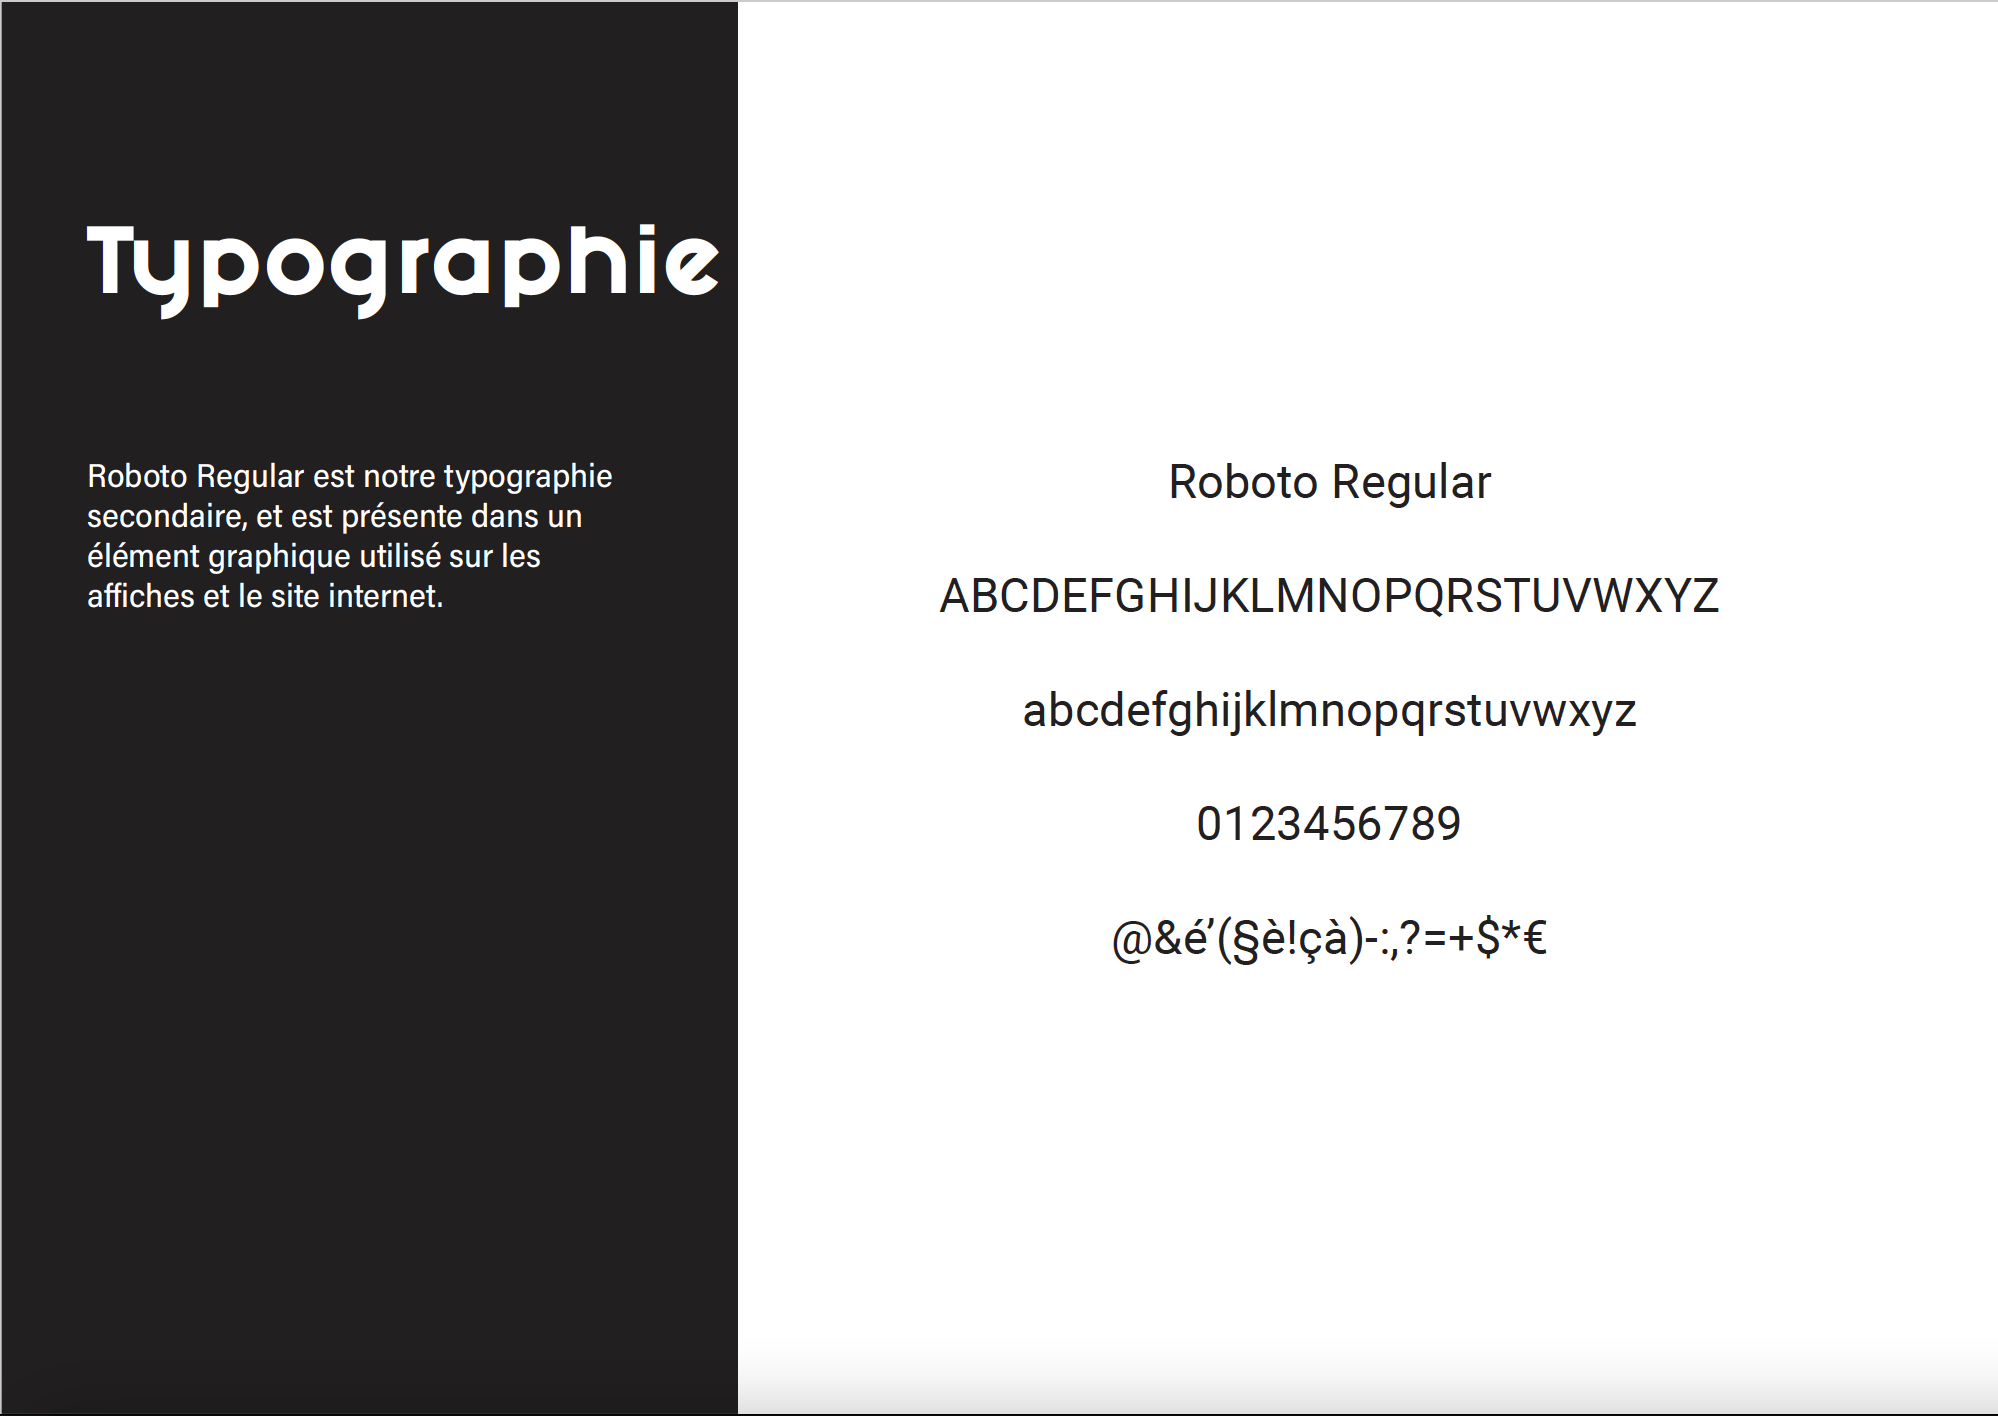 Typographie
Roboto Regular est notre typographie
secondaire, et est présente dans un
élément graphique utilisé sur les
affiches et le site internet.
Roboto Regular
ABCDEFGHIJKLMNOPQRSTUVWXYZ
abcdefghijklmnopqrstuvwxyz
0123456789
@&é’(§è!çà)-:,?=+$*€